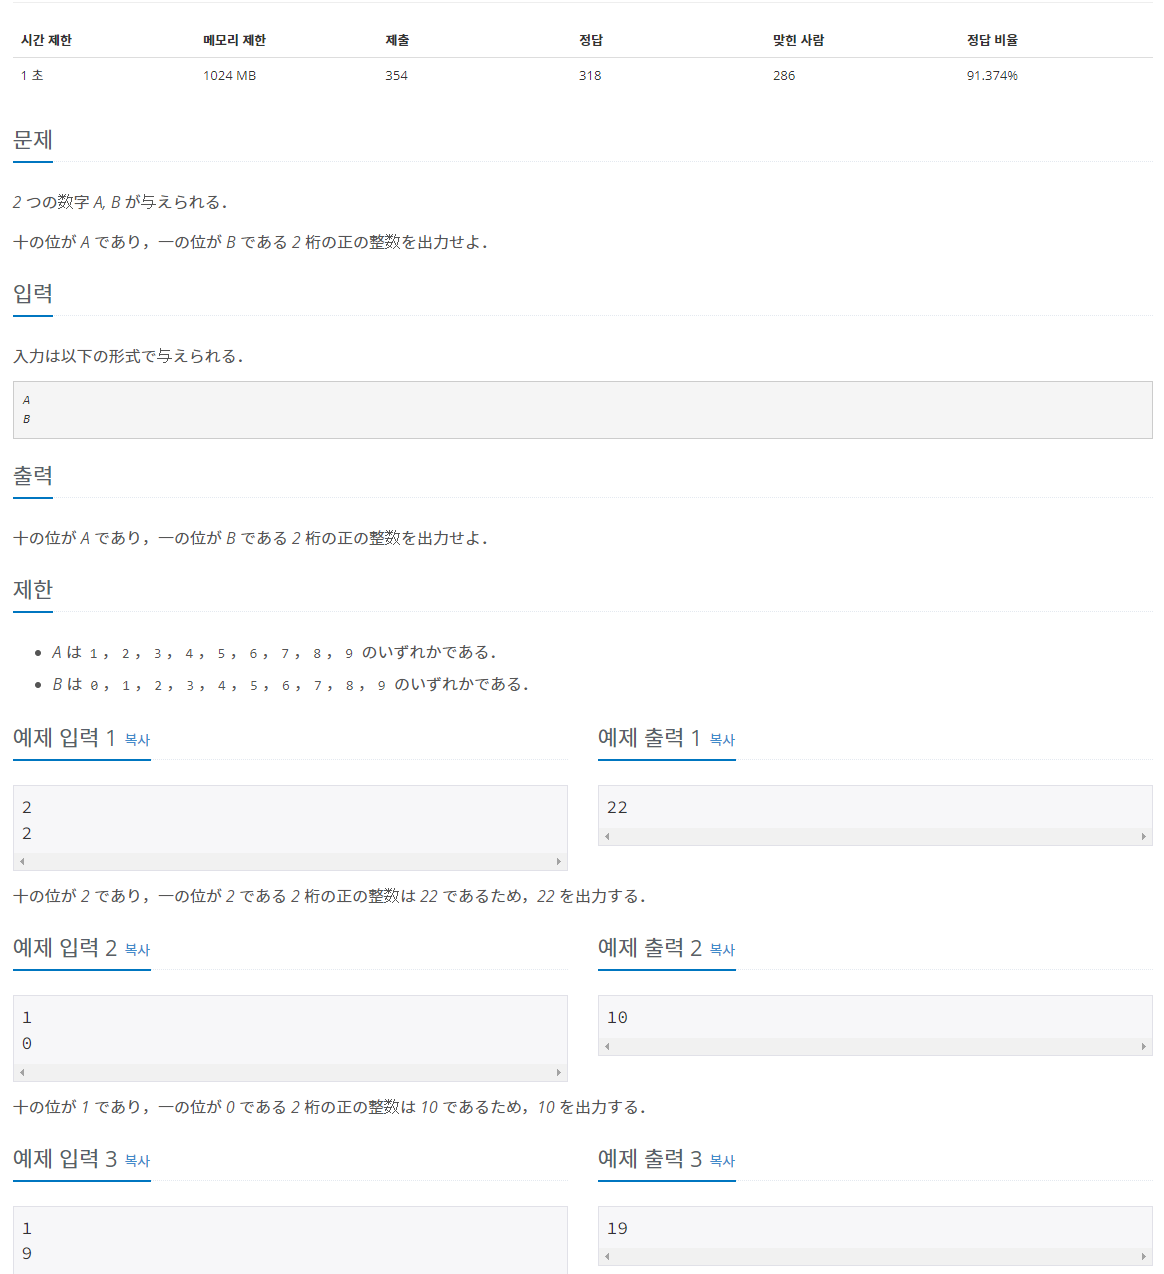 시간 제한 메모리 제한 제출 정답 맞힌 사람 정답 비율
1 초 1024 MB 354 318 286 91.374%
문제
2 つの数字 A, B が与えられる．
十の位が A であり，一の位が B である 2 桁の正の整数を出力せよ．
입력
入力は以下の形式で与えられる．
A
B
출력
十の位が A であり，一の位が B である 2 桁の正の整数を出力せよ．
제한
• A は 1， 2， 3， 4， 5， 6， 7， 8， 9 のいずれかである．
• B は 0， 1， 2， 3， 4， 5， 6， 7， 8， 9 のいずれかである．
예제 입력 1 복사
2
2
예제 출력 1 복사
22
十の位が 2 であり，一の位が 2 である 2 桁の正の整数は 22 であるため，22 を出力する．
예제 입력 2 복사
1
0
예제 출력 2 복사
10
十の位が 1 であり，一の位が 0 である 2 桁の正の整数は 10 であるため，10 を出力する．
예제 입력 3 복사
1
9
예제 출력 3 복사
19